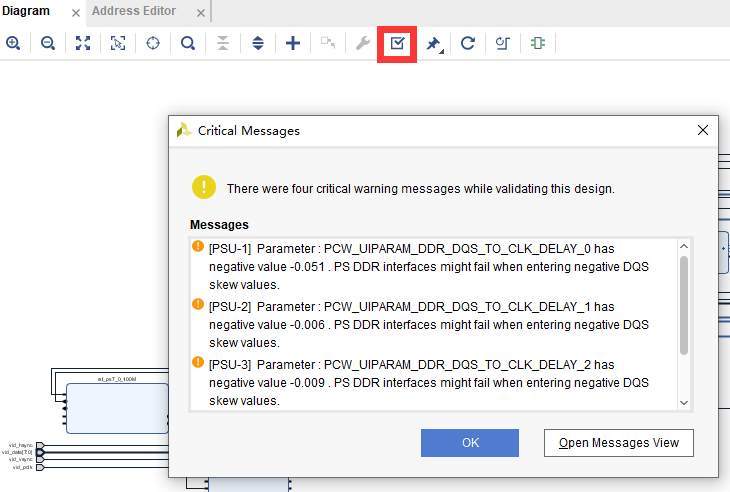 Diagram
Address Editor
Critical Messages
There were four critical warning messages while validating this design.
Messages
[PSU-1] Parameter : PCW_UIPARAM_DDR_DQS_TO_CLK_DELAY_0 has
negative value -0.051 . PS DDR interfaces might fail when entering negative DQS
skew values.
[PSU-2] Parameter : PCW_UIPARAM_DDR_DQS_TO_CLK_DELAY_1 has
negative value -0.006 . PS DDR interfaces might fail when entering negative DQS
skew values.
[PSU-3] Parameter : PCW_UIPARAM_DDR_DQS_TO_CLK_DELAY_2 has
negative value -0.009 . PS DDR interfaces might fail when entering negative DQS
skew values.
rst_ps7_0_100M
vid_hsync
vid_data[7:0]
vid_vsync
vid_pclk
OK
Open Messages View